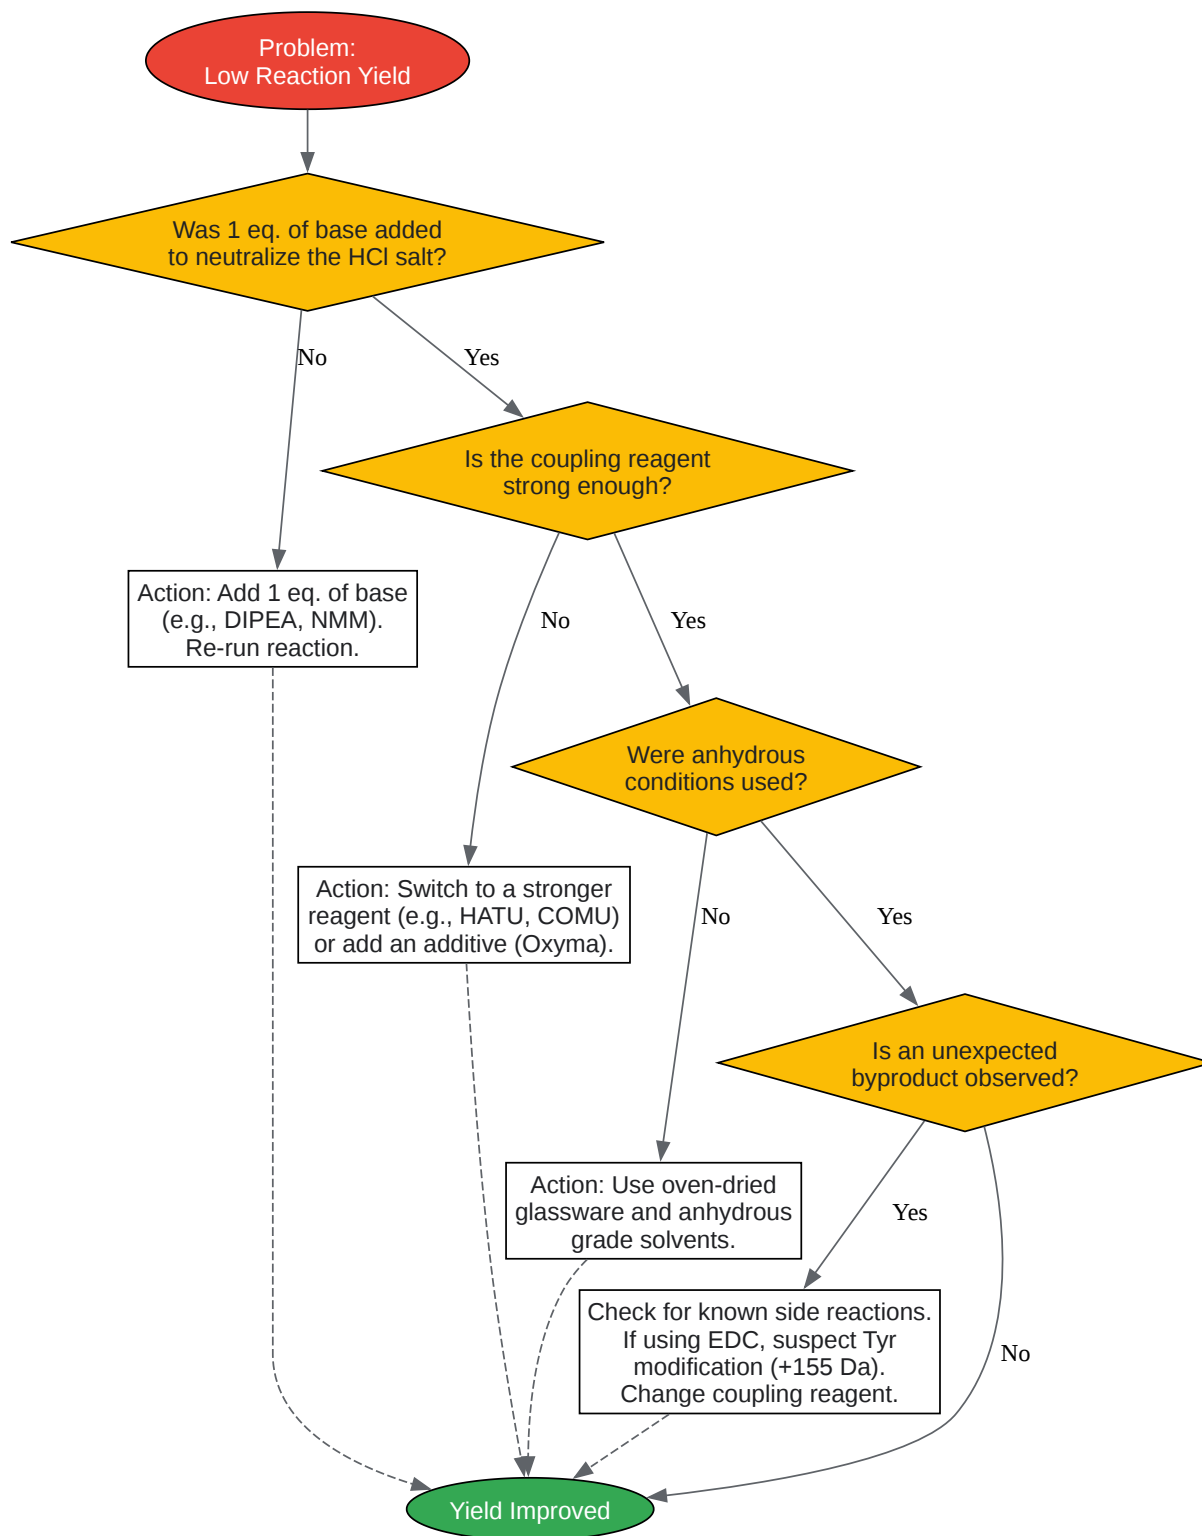 Problem:
Low Reaction Yield
Was 1 eq. of base added
to neutralize the HCl salt?
No
Yes
Is the coupling reagent
strong enough?
Action: Add 1 eq. of base
(e.g., DIPEA, NMM).
Re-run reaction.
No
Yes
Were anhydrous
conditions used?
Action: Switch to a stronger
reagent (e.g., HATU, COMU)
or add an additive (Oxyma).
No
Yes
Is an unexpected
byproduct observed?
Action: Use oven-dried
glassware and anhydrous
grade solvents.
Yes
Check for known side reactions.
If using EDC, suspect Tyr
modification (+155 Da).
Change coupling reagent.
No
Yield Improved